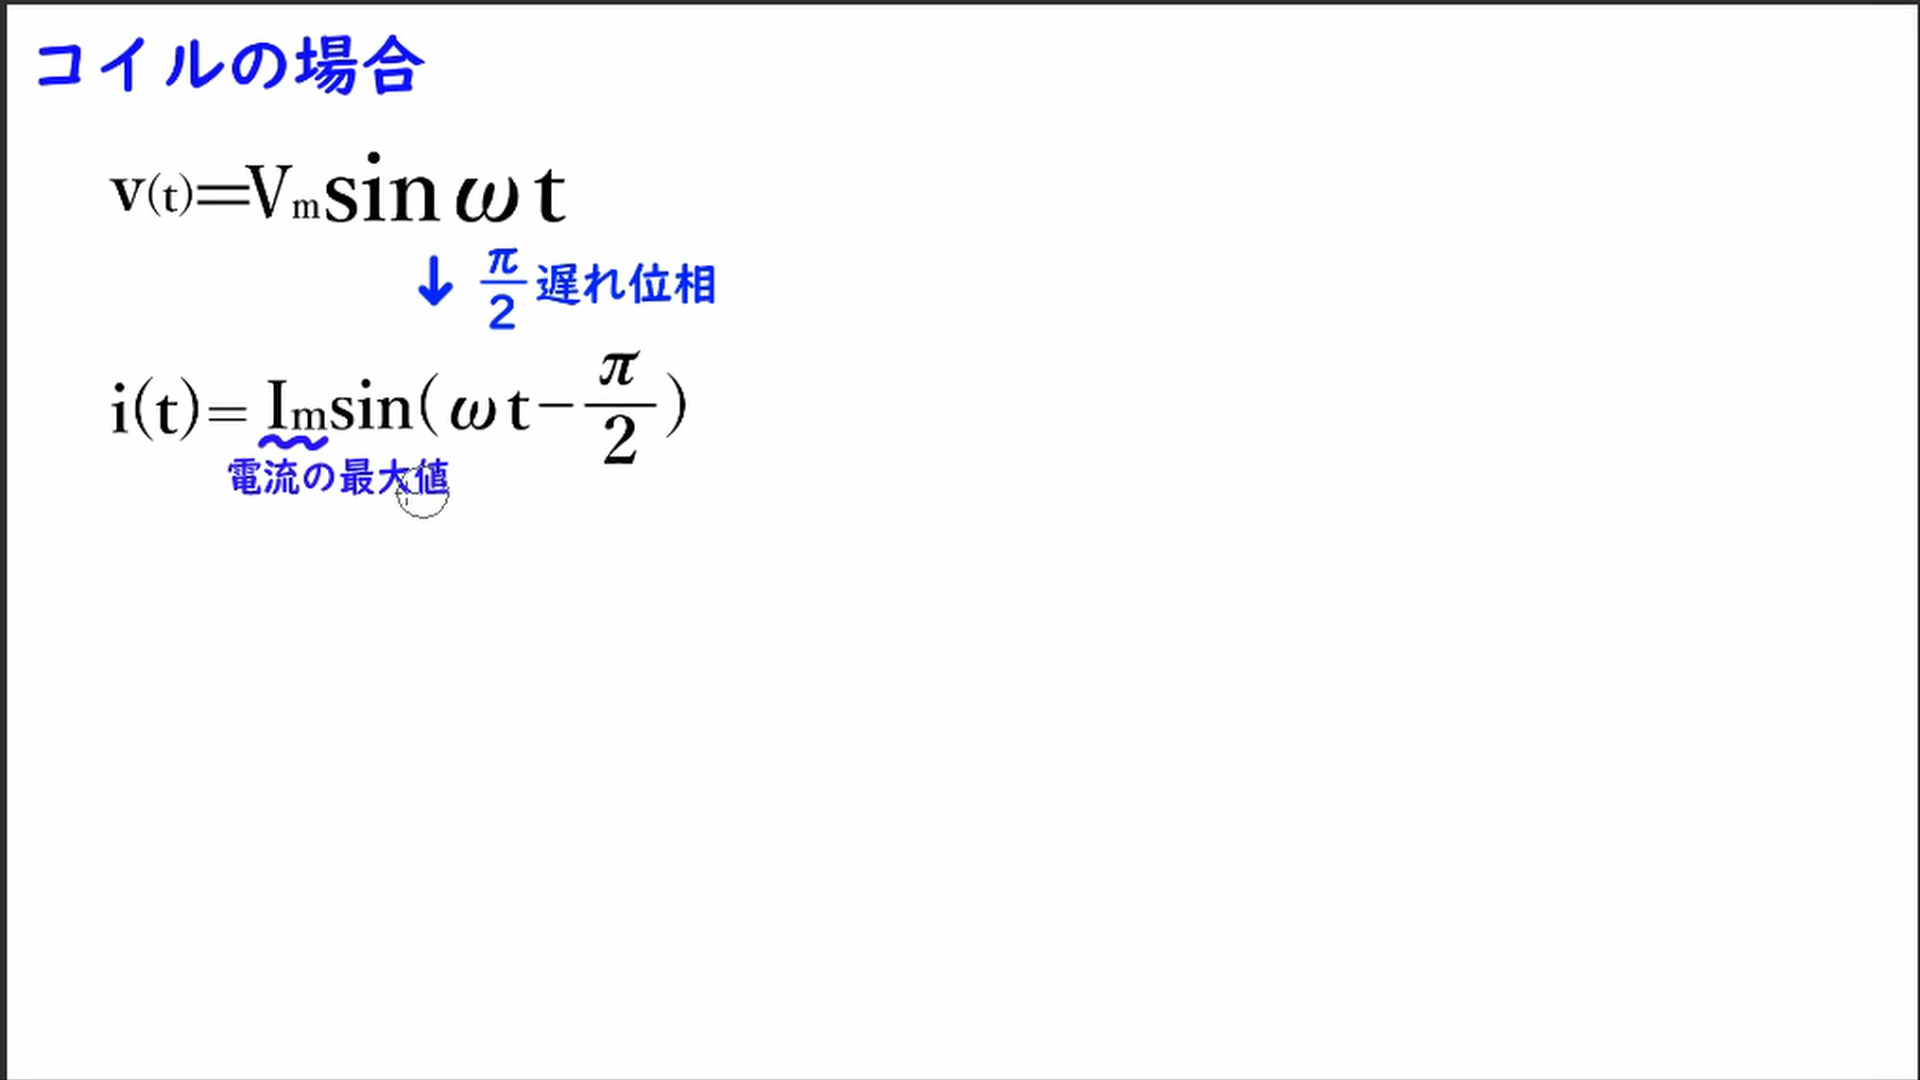 コイルの場合
v(t)=Vmsinωt
↓ π/2 遅れ位相
i(t)=Imsin(ωt−π/2)
電流の最大値